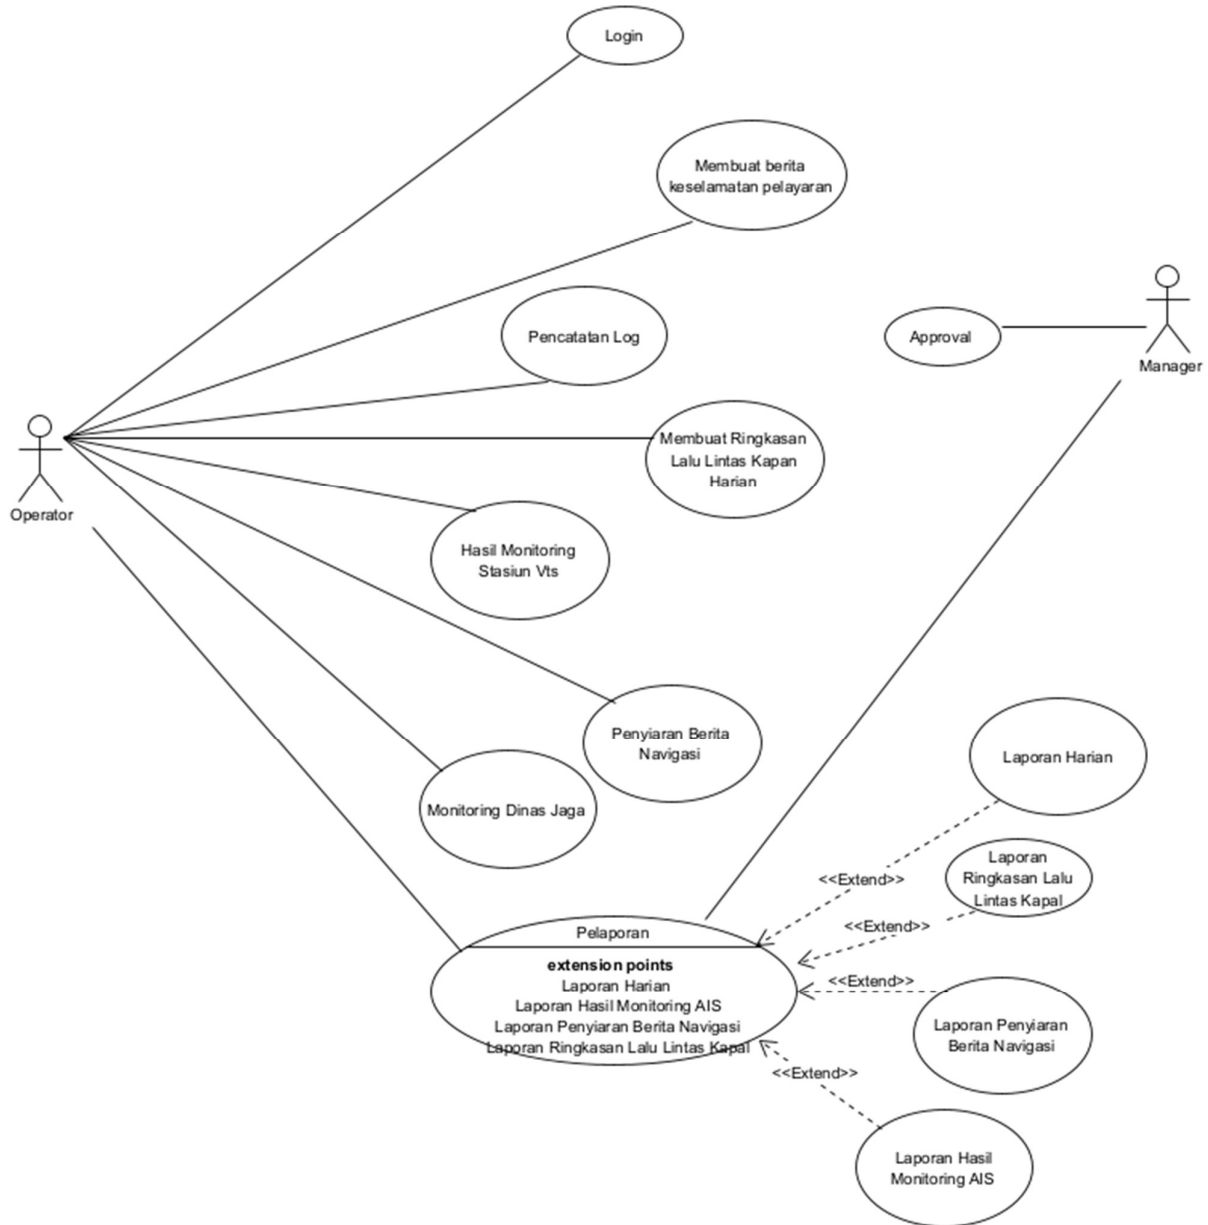 Login
Membuat berita
keselamatan pelayaran
Pencatatan Log
Approval
Manager
Membuat Ringkasan
Lalu Lintas Kapan
Harian
Operator
Hasil Monitoring
Stasiun Vts
Penyiaran Berita
Navigasi
Monitoring Dinas Jaga
Laporan Harian
Laporan
Ringkasan Lalu
Lintas Kapal
<<Extend>>
<<Extend>>
<<Extend>>
<<Extend>>
Pelaporan
extension points
Laporan Harian
Laporan Hasil Monitoring AIS
Laporan Penyiaran Berita Navigasi
Laporan Ringkasan Lalu Lintas Kapal
Laporan Penyiaran
Berita Navigasi
Laporan Hasil
Monitoring AIS